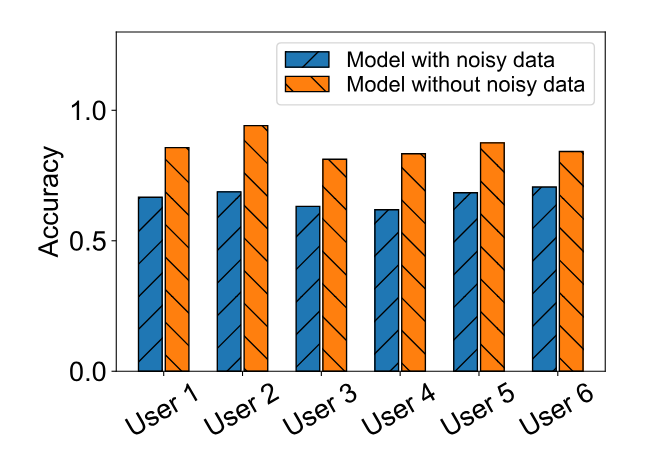 Model with noisy data
Model without noisy data
Accuracy
1.0
0.5
0.0
User 1
User 2
User 3
User 4
User 5
User 6